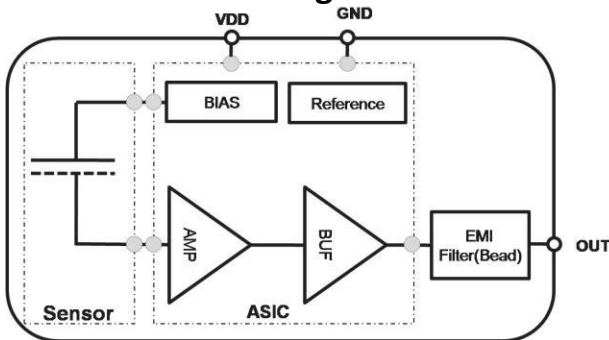 VDD
GND
BIAS
Reference
AMP
BUF
EMI
Filter(Bead)
OUT
Sensor
ASIC